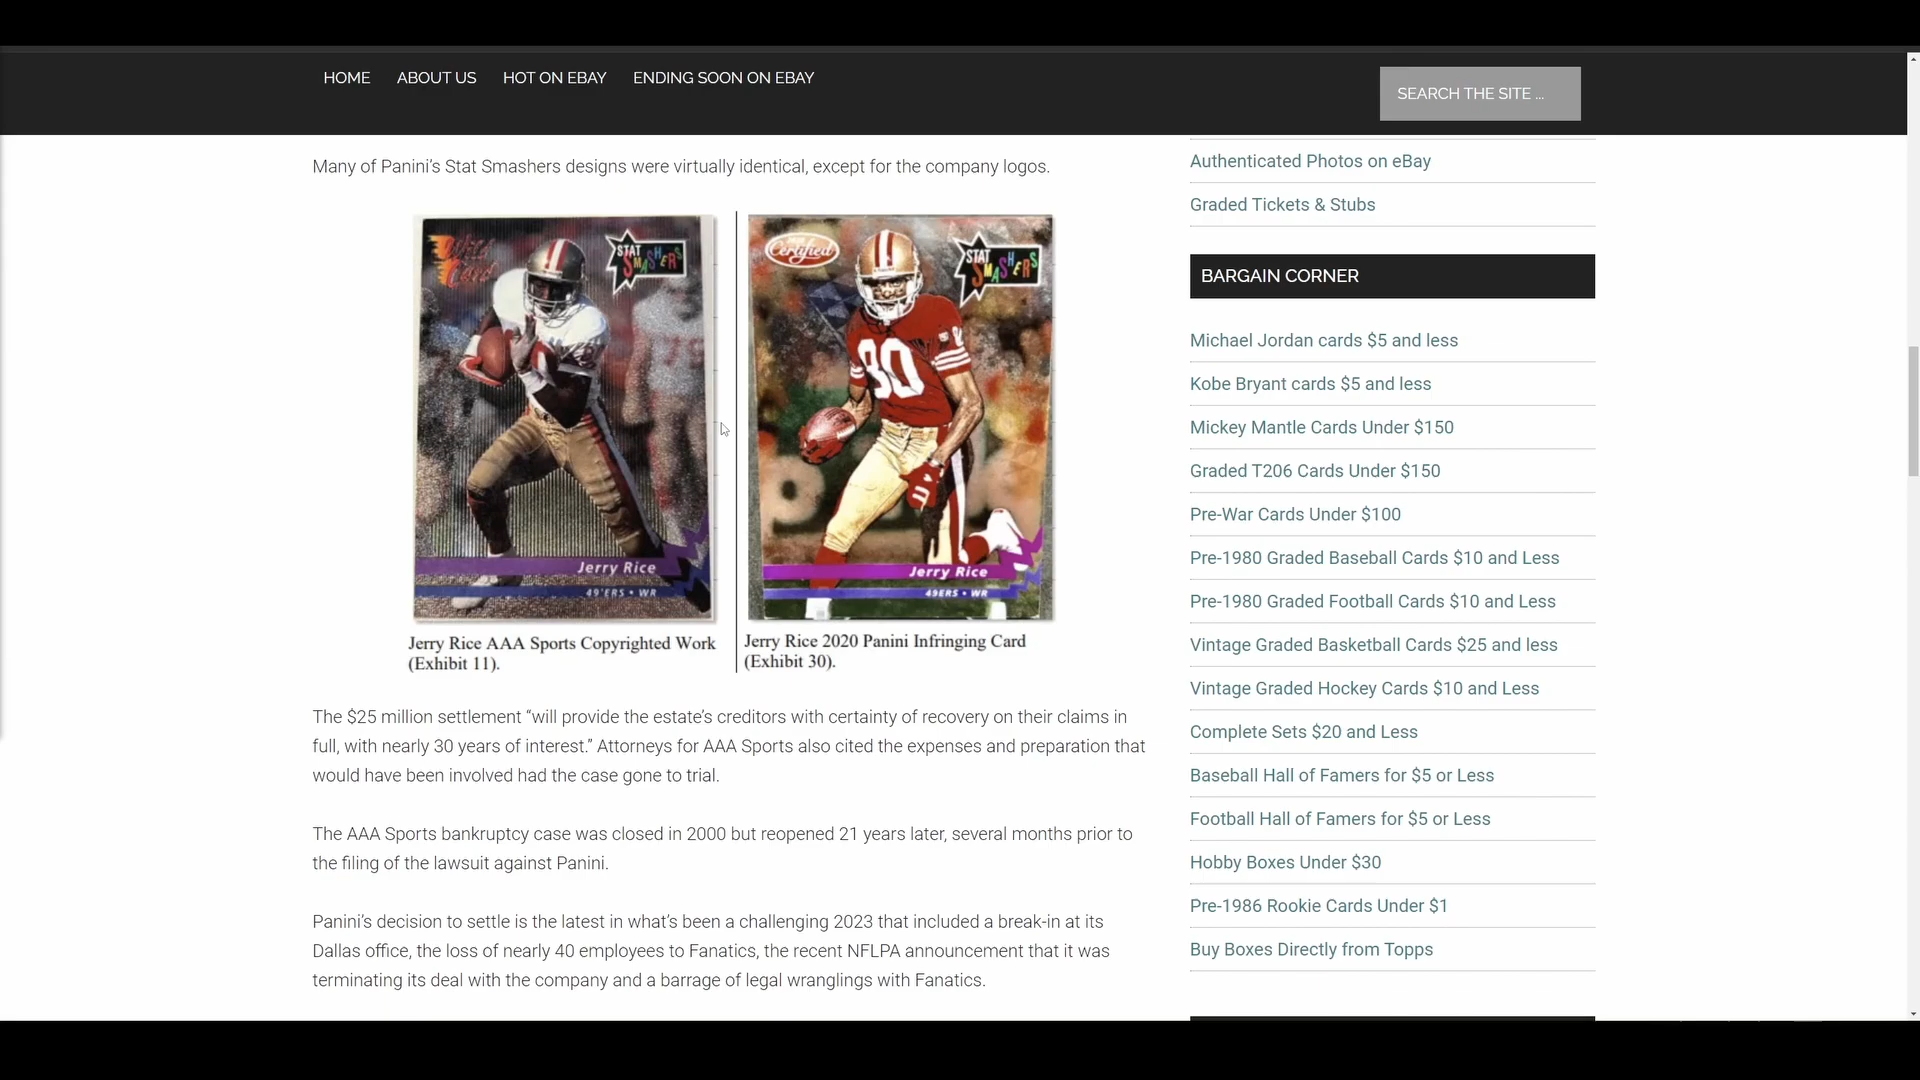 HOME ABOUT US HOT ON EBAY ENDING SOON ON EBAY
SEARCH THE SITE ...
Many of Panini’s Stat Smashers designs were virtually identical, except for the company logos.
Wild
Card
STAT
SMASHERS
Jerry Rice
49'ERS • WR
Certified
STAT
SMASHERS
80
Jerry Rice
49ERS • WR
Jerry Rice AAA Sports Copyrighted Work
(Exhibit 11).
Jerry Rice 2020 Panini Infringing Card
(Exhibit 30).
The $25 million settlement “will provide the estate’s creditors with certainty of recovery on their claims in
full, with nearly 30 years of interest.” Attorneys for AAA Sports also cited the expenses and preparation that
would have been involved had the case gone to trial.
The AAA Sports bankruptcy case was closed in 2000 but reopened 21 years later, several months prior to
the filing of the lawsuit against Panini.
Panini’s decision to settle is the latest in what’s been a challenging 2023 that included a break-in at its
Dallas office, the loss of nearly 40 employees to Fanatics, the recent NFLPA announcement that it was
terminating its deal with the company and a barrage of legal wranglings with Fanatics.
Authenticated Photos on eBay
Graded Tickets & Stubs
BARGAIN CORNER
Michael Jordan cards $5 and less
Kobe Bryant cards $5 and less
Mickey Mantle Cards Under $150
Graded T206 Cards Under $150
Pre-War Cards Under $100
Pre-1980 Graded Baseball Cards $10 and Less
Pre-1980 Graded Football Cards $10 and Less
Vintage Graded Basketball Cards $25 and less
Vintage Graded Hockey Cards $10 and Less
Complete Sets $20 and Less
Baseball Hall of Famers for $5 or Less
Football Hall of Famers for $5 or Less
Hobby Boxes Under $30
Pre-1986 Rookie Cards Under $1
Buy Boxes Directly from Topps